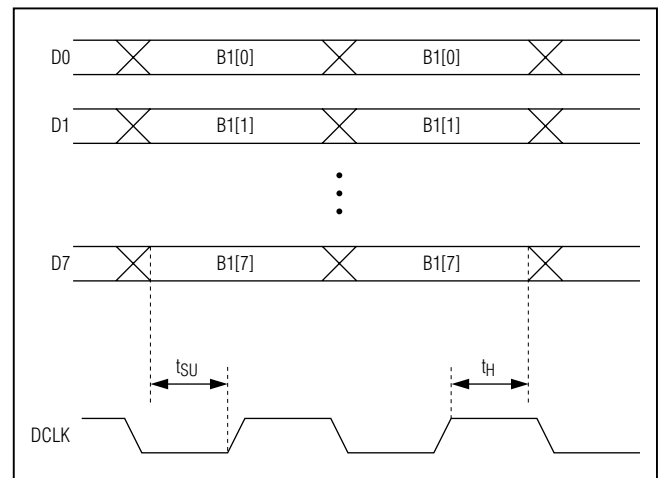 D0 B1[0] B1[0]
D1 B1[1] B1[1]
D7 B1[7] B1[7]
tSU tH
DCLK